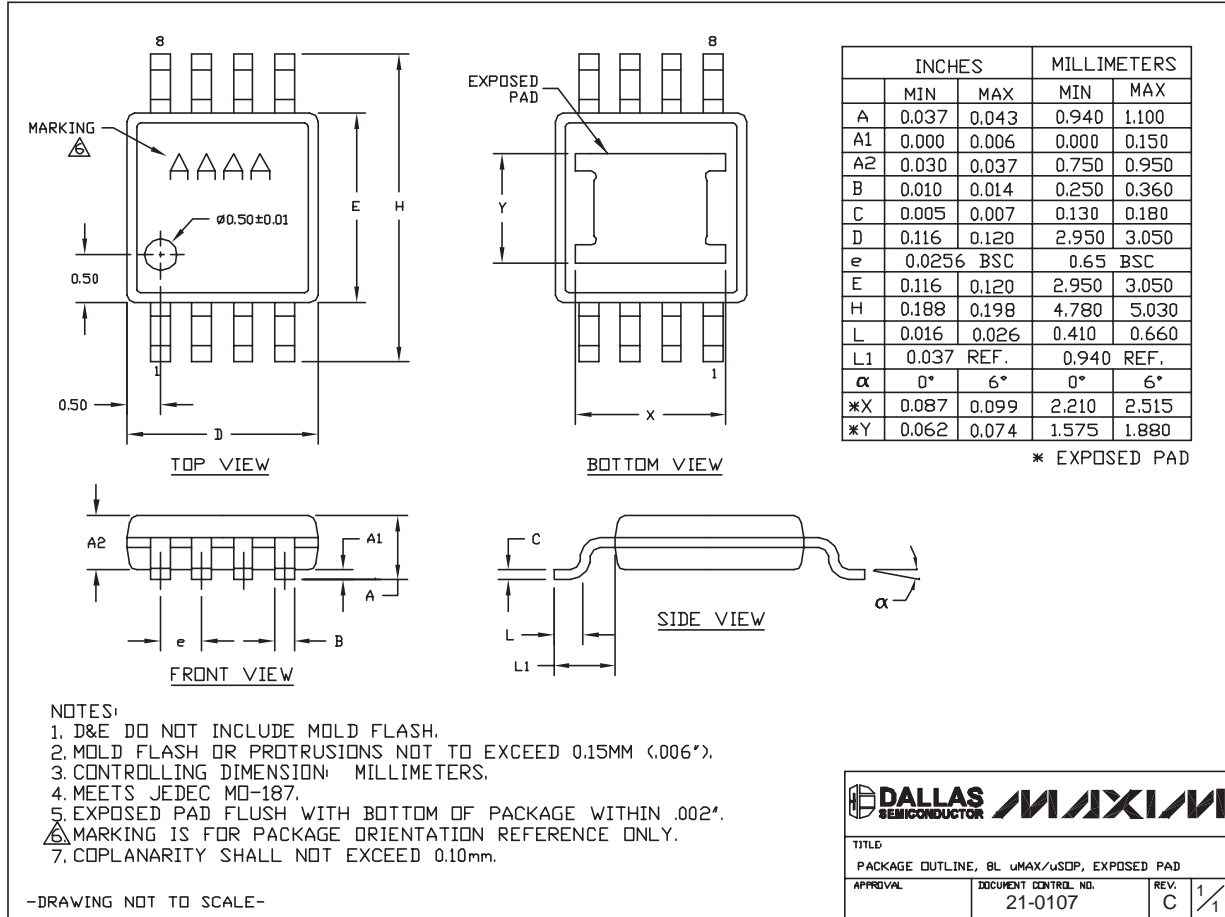 8
MARKING
6
AAAA
ø0.50±0.01
E
H
0.50
1
0.50
D
TOP VIEW
8
EXPOSED
PAD
Y
1
X
BOTTOM VIEW
INCHES MILLIMETERS
MIN MAX MIN MAX
A 0.037 0.043 0.940 1.100
A1 0.000 0.006 0.000 0.150
A2 0.030 0.037 0.750 0.950
B 0.010 0.014 0.250 0.360
C 0.005 0.007 0.130 0.180
D 0.116 0.120 2.950 3.050
e 0.0256 BSC 0.65 BSC
E 0.116 0.120 2.950 3.050
H 0.188 0.198 4.780 5.030
L 0.016 0.026 0.410 0.660
L1 0.037 REF. 0.940 REF.
α 0° 6° 0° 6°
*X 0.087 0.099 2.210 2.515
*Y 0.062 0.074 1.575 1.880
* EXPOSED PAD
A2
A1
A
e
B
FRONT VIEW
C
L
L1
α
SIDE VIEW
NOTES:
1. D&E DO NOT INCLUDE MOLD FLASH.
2. MOLD FLASH OR PROTRUSIONS NOT TO EXCEED 0.15MM (.006").
3. CONTROLLING DIMENSION: MILLIMETERS.
4. MEETS JEDEC MO-187.
5. EXPOSED PAD FLUSH WITH BOTTOM OF PACKAGE WITHIN .002".
6 MARKING IS FOR PACKAGE ORIENTATION REFERENCE ONLY.
7. COPLANARITY SHALL NOT EXCEED 0.10mm.
-DRAWING NOT TO SCALE-
DALLAS
SEMICONDUCTOR
MAXIM
TITLE:
PACKAGE OUTLINE, 8L uMAX/uSOP, EXPOSED PAD
APPROVAL
DOCUMENT CONTROL NO.
21-0107
REV.
C
1/1